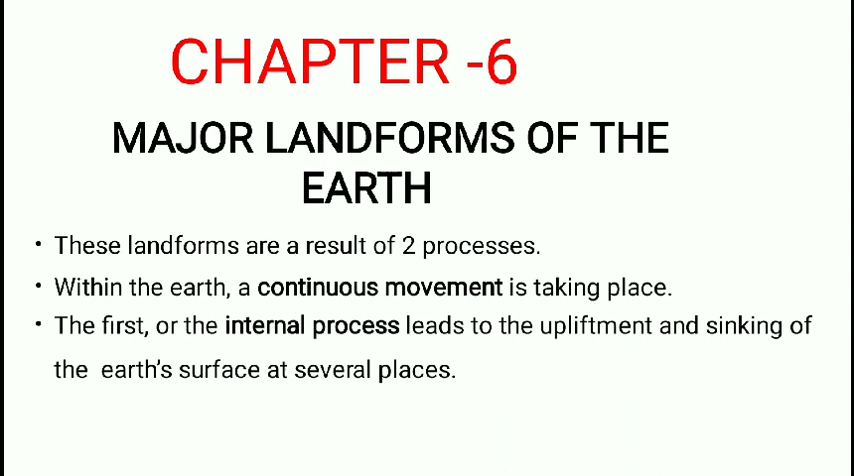 CHAPTER -6
MAJOR LANDFORMS OF THE
EARTH
• These landforms are a result of 2 processes.
• Within the earth, a continuous movement is taking place.
• The first, or the internal process leads to the upliftment and sinking of
the earth's surface at several places.